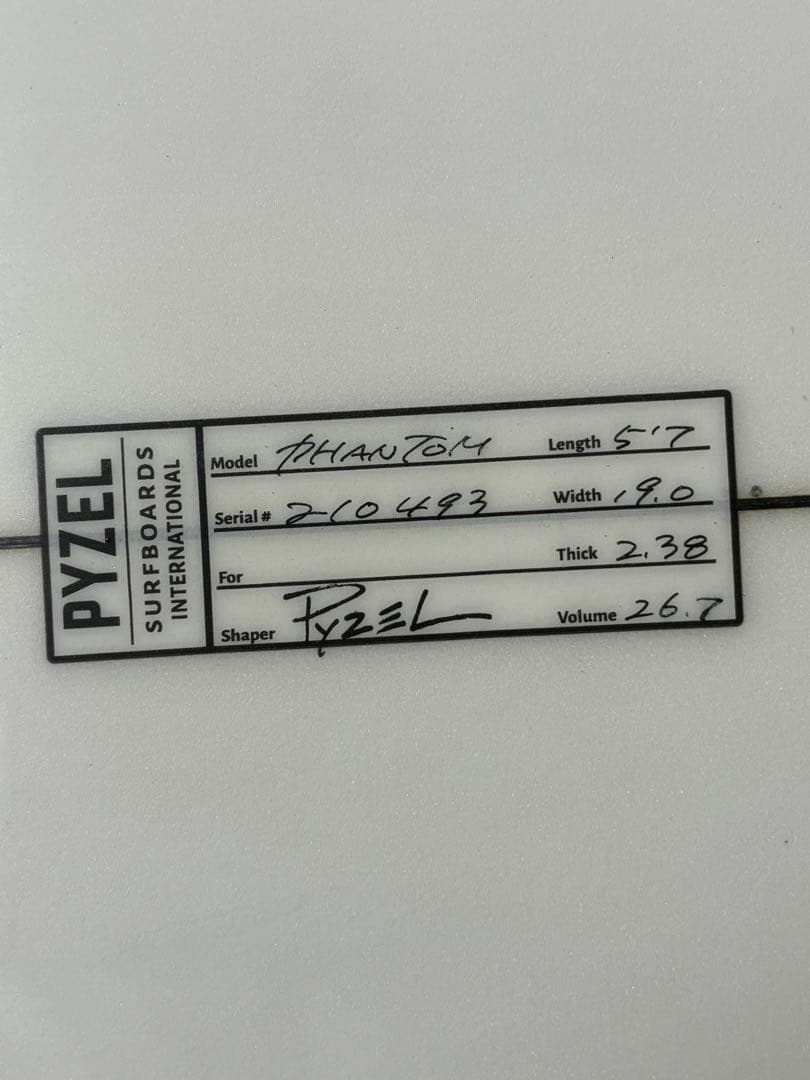 PYZEL
SURFBOARDS
INTERNATIONAL
Model PHANTOM Length 5'7
Serial # 210493 Width 19.0
For Thick 2.38
Shaper PYZEL Volume 26.7